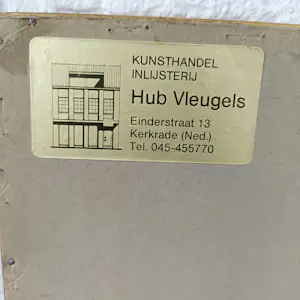 KUNSTHANDEL
INLIJSTERIJ
Hub Vleugels
Einderstraat 13
Kerkrade (Ned.)
Tel. 045-455770